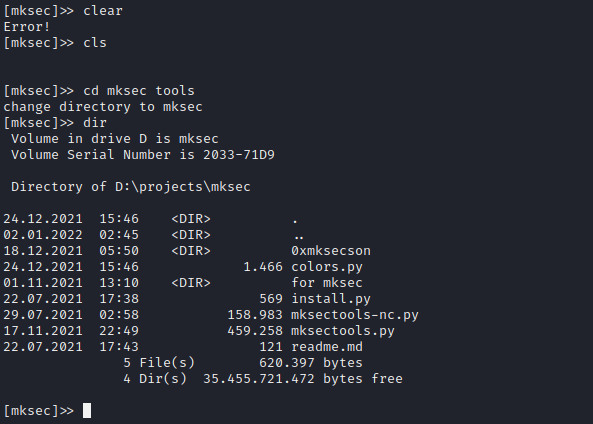 [mksec]>> clear
Error!
[mksec]>> cls
[mksec]>> cd mksec tools
change directory to mksec
[mksec]>> dir
 Volume in drive D is mksec
 Volume Serial Number is 2033-71D9
 Directory of D:\projects\mksec
24.12.2021  15:46    <DIR>          .
02.01.2022  02:45    <DIR>          ..
18.12.2021  05:50    <DIR>          0xmksecson
24.12.2021  15:46             1.466 colors.py
01.11.2021  13:10    <DIR>          for mksec
22.07.2021  17:38               569 install.py
29.07.2021  02:58           158.983 mksectools-nc.py
17.11.2021  22:49           459.258 mksectools.py
22.07.2021  17:43               121 readme.md
               5 File(s)        620.397 bytes
               4 Dir(s)  35.455.721.472 bytes free
[mksec]>>